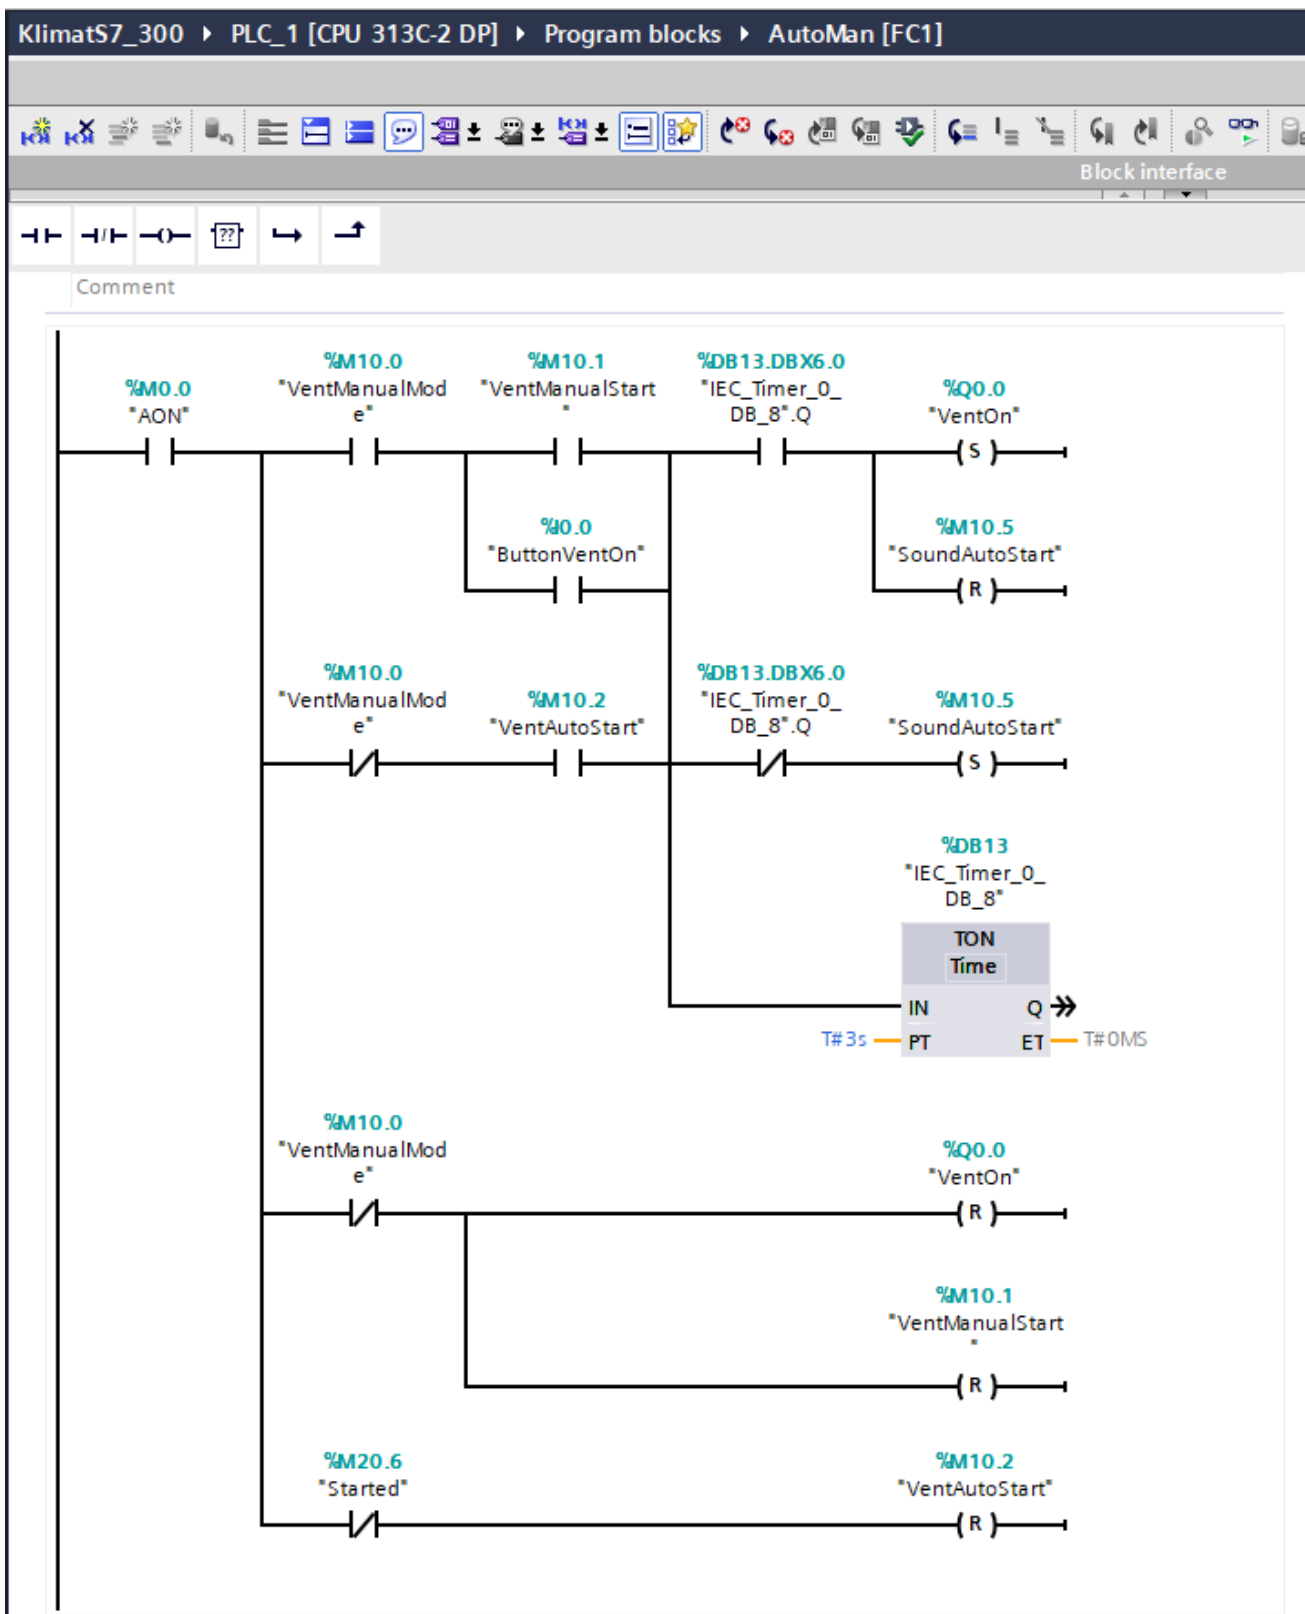 KlimatS7_300 ▸ PLC_1 [CPU 313C-2 DP] ▸ Program blocks ▸ AutoMan [FC1]
Block interface
??
Comment
%M0.0
"AON"
%M10.0
"VentManualMod
e"
%M10.1
"VentManualStart
"
%DB13.DBX6.0
"IEC_Timer_0_
DB_8".Q
%Q0.0
"VentOn"
S
%I0.0
"ButtonVentOn"
%M10.5
"SoundAutoStart"
R
%M10.0
"VentManualMod
e"
%M10.2
"VentAutoStart"
%DB13.DBX6.0
"IEC_Timer_0_
DB_8".Q
%M10.5
"SoundAutoStart"
S
%DB13
"IEC_Timer_0_
DB_8"
TON
Time
IN Q
T#3s PT ET T#0MS
%M10.0
"VentManualMod
e"
%Q0.0
"VentOn"
R
%M10.1
"VentManualStart
"
R
%M20.6
"Started"
%M10.2
"VentAutoStart"
R